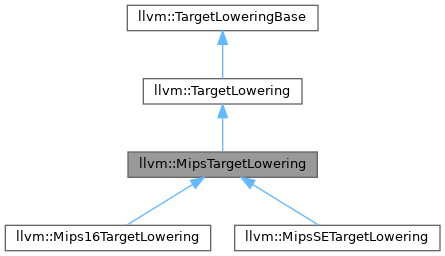 llvm::TargetLoweringBase
llvm::TargetLowering
llvm::MipsTargetLowering
llvm::Mips16TargetLowering
llvm::MipsSETargetLowering